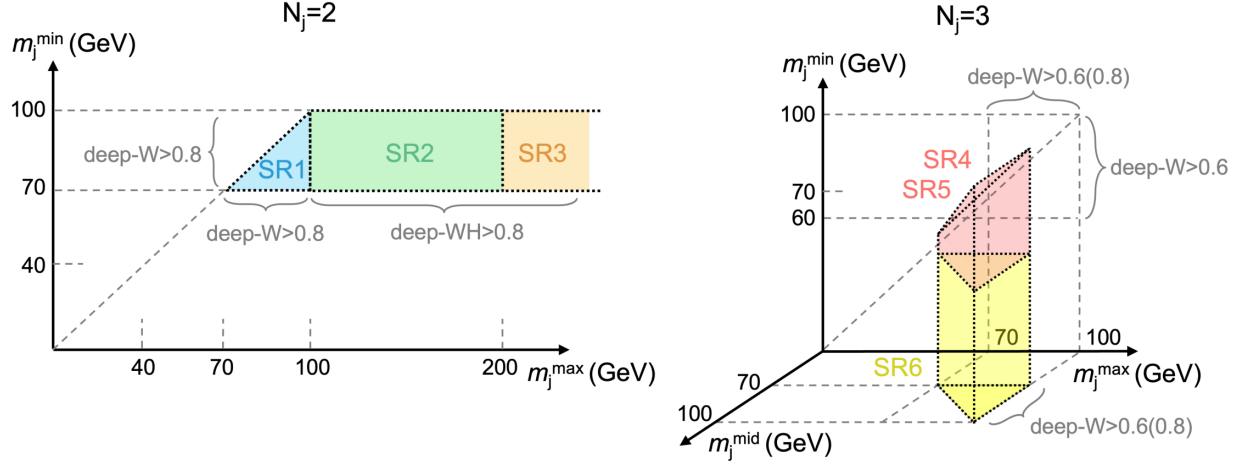 N_j=2
m_j^min (GeV)
100
70
40
deep-W>0.8
SR1
SR2
SR3
deep-W>0.8
deep-WH>0.8
40
70
100
200
m_j^max (GeV)
N_j=3
m_j^min (GeV)
deep-W>0.6(0.8)
100
70
60
deep-W>0.6
SR4
SR5
SR6
70
100
m_j^max (GeV)
70
100
m_j^mid (GeV)
deep-W>0.6(0.8)